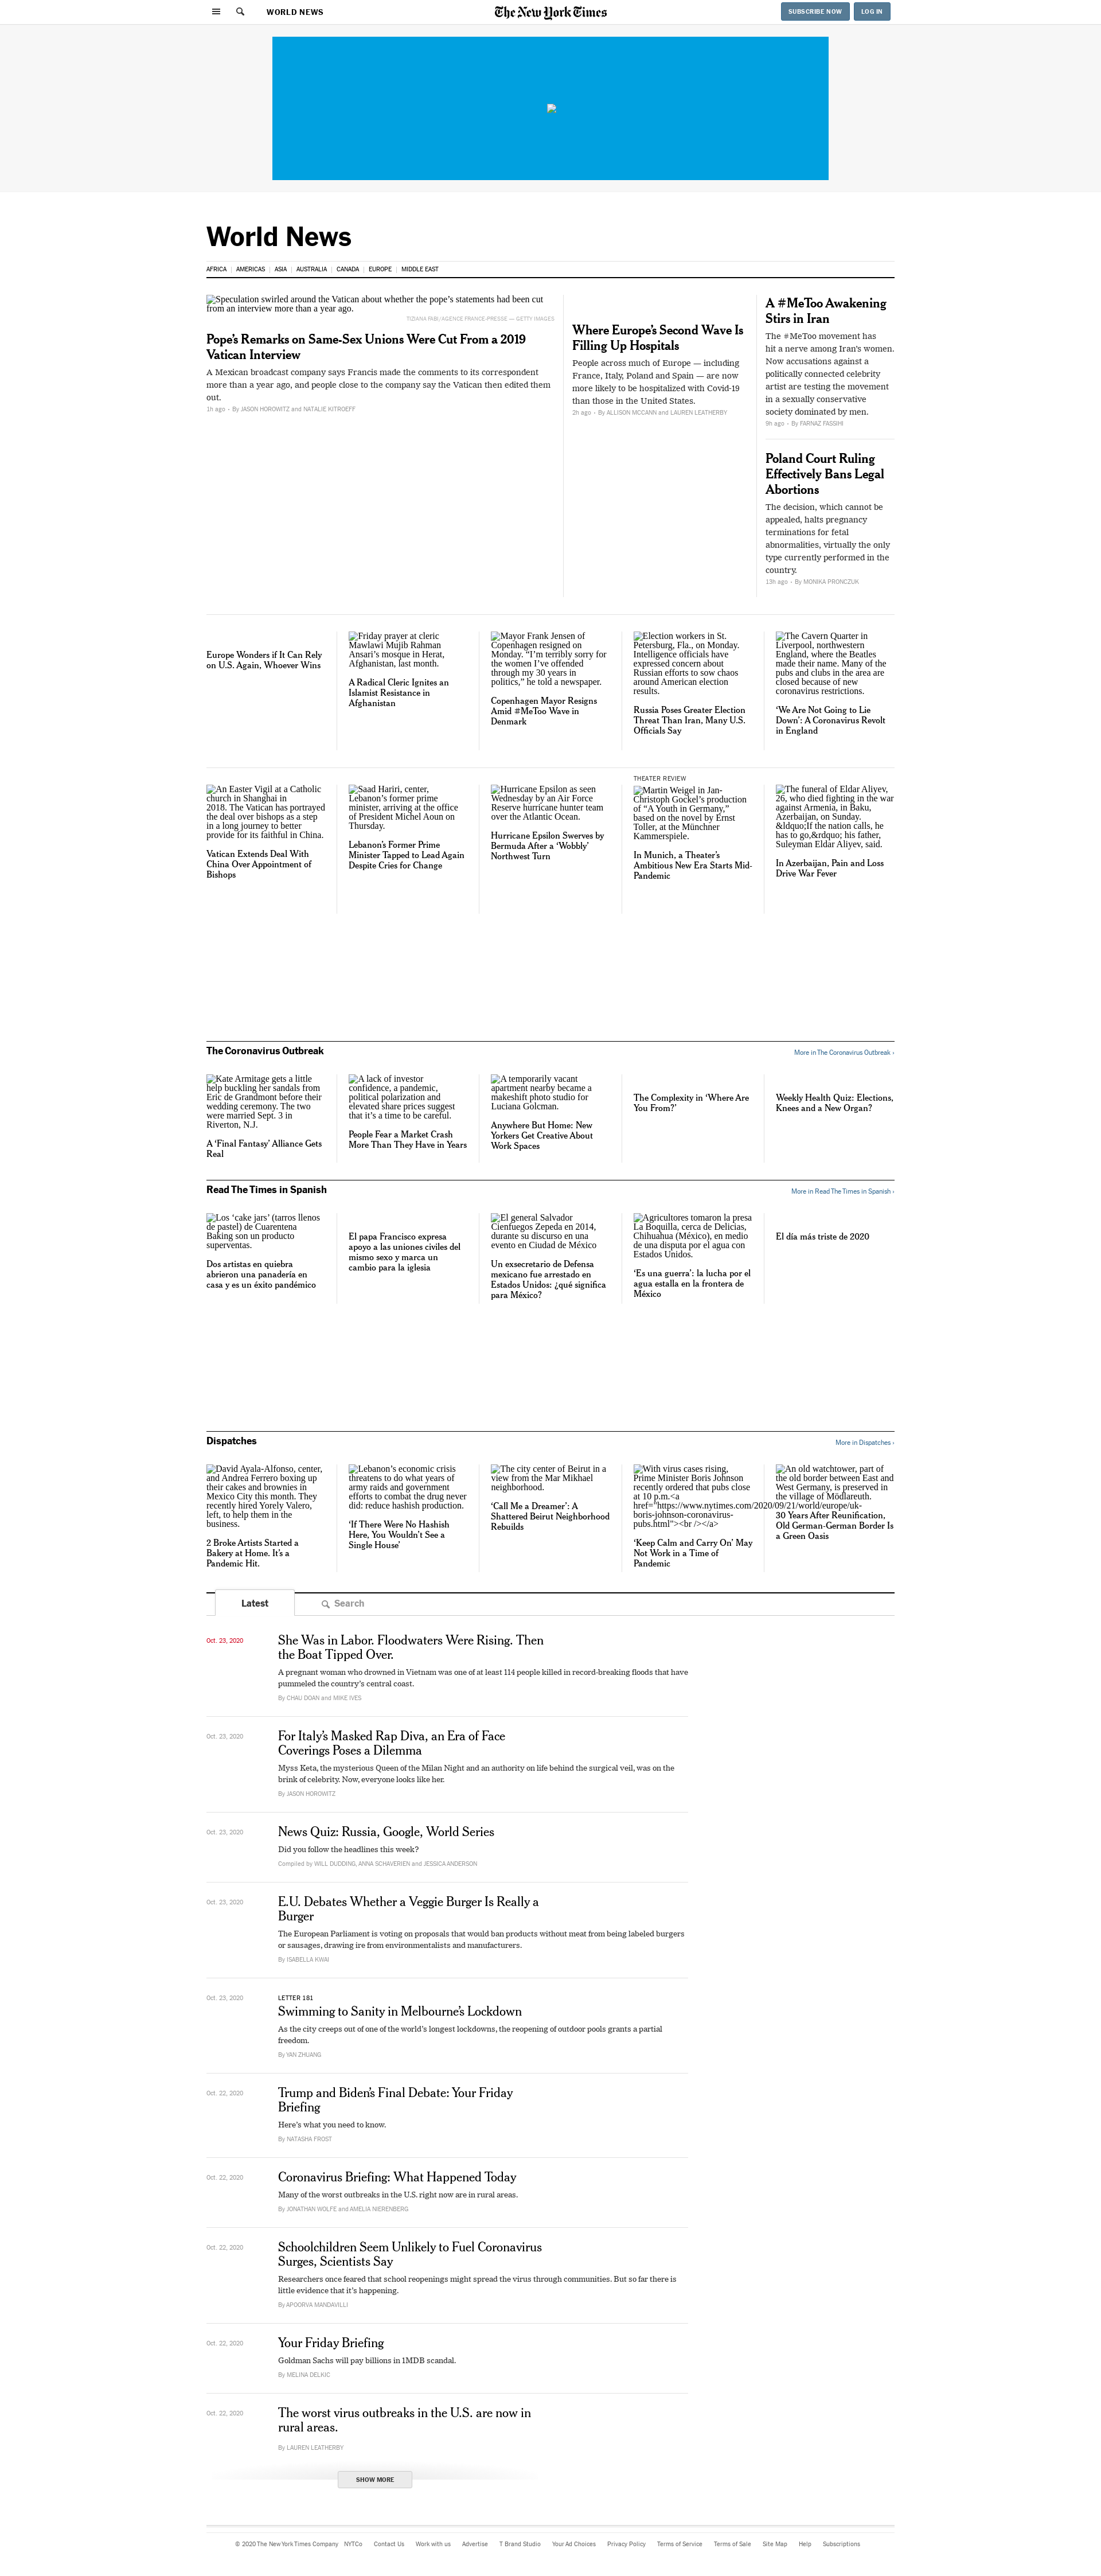 WORLD NEWS
The New York Times
SUBSCRIBE NOW
LOG IN
World News
AFRICA
AMERICAS
ASIA
AUSTRALIA
CANADA
EUROPE
MIDDLE EAST
Speculation swirled around the Vatican about whether the pope's statements had been cut
from an interview more than a year ago.
TIZIANA FABI/AGENCE FRANCE-PRESSE — GETTY IMAGES
Pope's Remarks on Same-Sex Unions Were Cut From a 2019
Vatican Interview
A Mexican broadcast company says Francis made the comments to its correspondent
more than a year ago, and people close to the company say the Vatican then edited them
out.
1h ago · By JASON HOROWITZ and NATALIE KITROEFF
Where Europe's Second Wave Is
Filling Up Hospitals
People across much of Europe — including
France, Italy, Poland and Spain — are now
more likely to be hospitalized with Covid-19
than those in the United States.
2h ago · By ALLISON MCCANN and LAUREN LEATHERBY
A #MeToo Awakening
Stirs in Iran
The #MeToo movement has
hit a nerve among Iran's women.
Now accusations against a
politically connected celebrity
artist are testing the movement
in a sexually conservative
society dominated by men.
9h ago · By FARNAZ FASSIHI
Poland Court Ruling
Effectively Bans Legal
Abortions
The decision, which cannot be
appealed, halts pregnancy
terminations for fetal
abnormalities, virtually the only
type currently performed in the
country.
13h ago · By MONIKA PRONCZUK
Europe Wonders if It Can Rely
on U.S. Again, Whoever Wins
Friday prayer at cleric
Mawlawi Mujib Rahman
Ansari's mosque in Herat,
Afghanistan, last month.
A Radical Cleric Ignites an
Islamist Resistance in
Afghanistan
Mayor Frank Jensen of
Copenhagen resigned on
Monday. "I'm terribly sorry for
the women I've offended
through my 30 years in
politics," he told a newspaper.
Copenhagen Mayor Resigns
Amid #MeToo Wave in
Denmark
Election workers in St.
Petersburg, Fla., on Monday.
Intelligence officials have
expressed concern about
Russian efforts to sow chaos
around American election
results.
Russia Poses Greater Election
Threat Than Iran, Many U.S.
Officials Say
The Cavern Quarter in
Liverpool, northwestern
England, where the Beatles
made their name. Many of the
pubs and clubs in the area are
closed because of new
coronavirus restrictions.
'We Are Not Going to Lie
Down': A Coronavirus Revolt
in England
An Easter Vigil at a Catholic
church in Shanghai in
2018. The Vatican has portrayed
the deal over bishops as a step
in a long journey to better
provide for its faithful in China.
Vatican Extends Deal With
China Over Appointment of
Bishops
Saad Hariri, center,
Lebanon's former prime
minister, arriving at the office
of President Michel Aoun on
Thursday.
Lebanon's Former Prime
Minister Tapped to Lead Again
Despite Cries for Change
Hurricane Epsilon as seen
Wednesday by an Air Force
Reserve hurricane hunter team
over the Atlantic Ocean.
Hurricane Epsilon Swerves by
Bermuda After a 'Wobbly'
Northwest Turn
THEATER REVIEW
Martin Weigel in Jan-
Christoph Gockel's production
of "A Youth in Germany,"
based on the novel by Ernst
Toller, at the Münchner
Kammerspiele.
In Munich, a Theater's
Ambitious New Era Starts Mid-
Pandemic
The funeral of Eldar Aliyev,
26, who died fighting in the war
against Armenia, in Baku,
Azerbaijan, on Sunday.
&ldquo;If the nation calls, he
has to go,&rdquo; his father,
Suleyman Eldar Aliyev, said.
In Azerbaijan, Pain and Loss
Drive War Fever
The Coronavirus Outbreak
More in The Coronavirus Outbreak ›
Kate Armitage gets a little
help buckling her sandals from
Eric de Grandmont before their
wedding ceremony. The two
were married Sept. 3 in
Riverton, N.J.
A 'Final Fantasy' Alliance Gets
Real
A lack of investor
confidence, a pandemic,
political polarization and
elevated share prices suggest
that it's a time to be careful.
People Fear a Market Crash
More Than They Have in Years
A temporarily vacant
apartment nearby became a
makeshift photo studio for
Luciana Golcman.
Anywhere But Home: New
Yorkers Get Creative About
Work Spaces
The Complexity in 'Where Are
You From?'
Weekly Health Quiz: Elections,
Knees and a New Organ?
Read The Times in Spanish
More in Read The Times in Spanish ›
Los 'cake jars' (tarros llenos
de pastel) de Cuarentena
Baking son un producto
superventas.
Dos artistas en quiebra
abrieron una panadería en
casa y es un éxito pandémico
El papa Francisco expresa
apoyo a las uniones civiles del
mismo sexo y marca un
cambio para la iglesia
El general Salvador
Cienfuegos Zepeda en 2014,
durante su discurso en una
evento en Ciudad de México
Un exsecretario de Defensa
mexicano fue arrestado en
Estados Unidos: ¿qué significa
para México?
Agricultores tomaron la presa
La Boquilla, cerca de Delicias,
Chihuahua (México), en medio
de una disputa por el agua con
Estados Unidos.
'Es una guerra': la lucha por el
agua estalla en la frontera de
México
El día más triste de 2020
Dispatches
More in Dispatches ›
David Ayala-Alfonso, center,
and Andrea Ferrero boxing up
their cakes and brownies in
Mexico City this month. They
recently hired Yorely Valero,
left, to help them in the
business.
2 Broke Artists Started a
Bakery at Home. It's a
Pandemic Hit.
Lebanon's economic crisis
threatens to do what years of
army raids and government
efforts to combat the drug never
did: reduce hashish production.
'If There Were No Hashish
Here, You Wouldn't See a
Single House'
The city center of Beirut in a
view from the Mar Mikhael
neighborhood.
'Call Me a Dreamer': A
Shattered Beirut Neighborhood
Rebuilds
With virus cases rising,
Prime Minister Boris Johnson
recently ordered that pubs close
at 10 p.m.<a
href="https://www.nytimes.com/2020/09/21/world/europe/uk-
boris-johnson-coronavirus-
pubs.html"><br /></a>
'Keep Calm and Carry On' May
Not Work in a Time of
Pandemic
An old watchtower, part of
the old border between East and
West Germany, is preserved in
the village of Mödlareuth.
30 Years After Reunification,
Old German-German Border Is
a Green Oasis
Latest
Search
Oct. 23, 2020
She Was in Labor. Floodwaters Were Rising. Then
the Boat Tipped Over.
A pregnant woman who drowned in Vietnam was one of at least 114 people killed in record-breaking floods that have
pummeled the country's central coast.
By CHAU DOAN and MIKE IVES
Oct. 23, 2020
For Italy's Masked Rap Diva, an Era of Face
Coverings Poses a Dilemma
Myss Keta, the mysterious Queen of the Milan Night and an authority on life behind the surgical veil, was on the
brink of celebrity. Now, everyone looks like her.
By JASON HOROWITZ
Oct. 23, 2020
News Quiz: Russia, Google, World Series
Did you follow the headlines this week?
Compiled by WILL DUDDING, ANNA SCHAVERIEN and JESSICA ANDERSON
Oct. 23, 2020
E.U. Debates Whether a Veggie Burger Is Really a
Burger
The European Parliament is voting on proposals that would ban products without meat from being labeled burgers
or sausages, drawing ire from environmentalists and manufacturers.
By ISABELLA KWAI
Oct. 23, 2020
LETTER 181
Swimming to Sanity in Melbourne's Lockdown
As the city creeps out of one of the world's longest lockdowns, the reopening of outdoor pools grants a partial
freedom.
By YAN ZHUANG
Oct. 22, 2020
Trump and Biden's Final Debate: Your Friday
Briefing
Here's what you need to know.
By NATASHA FROST
Oct. 22, 2020
Coronavirus Briefing: What Happened Today
Many of the worst outbreaks in the U.S. right now are in rural areas.
By JONATHAN WOLFE and AMELIA NIERENBERG
Oct. 22, 2020
Schoolchildren Seem Unlikely to Fuel Coronavirus
Surges, Scientists Say
Researchers once feared that school reopenings might spread the virus through communities. But so far there is
little evidence that it's happening.
By APOORVA MANDAVILLI
Oct. 22, 2020
Your Friday Briefing
Goldman Sachs will pay billions in 1MDB scandal.
By MELINA DELKIC
Oct. 22, 2020
The worst virus outbreaks in the U.S. are now in
rural areas.
By LAUREN LEATHERBY
SHOW MORE
© 2020 The New York Times Company
NYTCo
Contact Us
Work with us
Advertise
T Brand Studio
Your Ad Choices
Privacy Policy
Terms of Service
Terms of Sale
Site Map
Help
Subscriptions